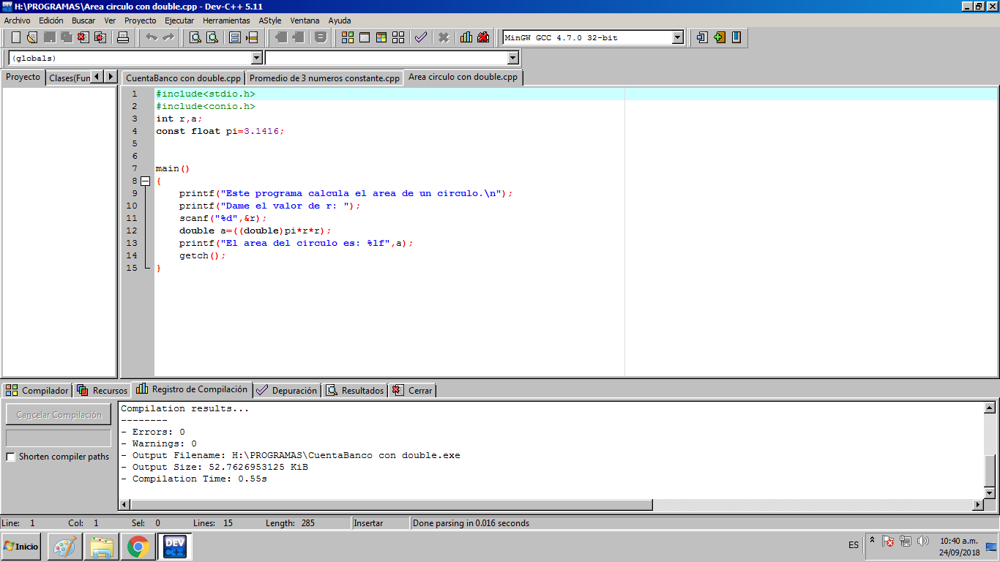 H:\PROGRAMAS\Area circulo con double.cpp - Dev-C++ 5.11
Archivo Edición Buscar Ver Proyecto Ejecutar Herramientas AStyle Ventana Ayuda
MinGW GCC 4.7.0 32-bit
(globals)
Proyecto Clases(Fun CuentaBanco con double.cpp Promedio de 3 numeros constante.cpp Area circulo con double.cpp
1 #include<stdio.h>
2 #include<conio.h>
3 int r,a;
4 const float pi=3.1416;
5
6
7 main()
8 {
9 printf("Este programa calcula el area de un circulo.\n");
10 printf("Dame el valor de r: ");
11 scanf("%d",&r);
12 double a=((double)pi*r*r);
13 printf("El area del circulo es: %lf",a);
14 getch();
15 }
Compilador Recursos Registro de Compilación Depuración Resultados Cerrar
Cancelar Compilación
Shorten compiler paths
Compilation results...
--------
- Errors: 0
- Warnings: 0
- Output Filename: H:\PROGRAMAS\CuentaBanco con double.exe
- Output Size: 52.7626953125 KiB
- Compilation Time: 0.55s
Line: 1 Col: 1 Sel: 0 Lines: 15 Length: 285 Insertar Done parsing in 0.016 seconds
Inicio
DEV C++
ES
10:40 a.m.
24/09/2018